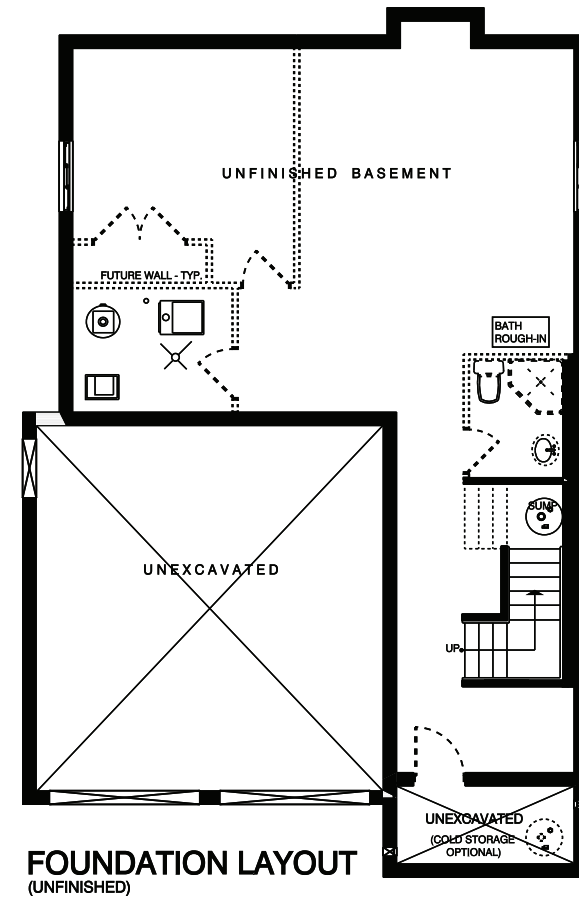 UNFINISHED BASEMENT
FUTURE WALL - TYP.
BATH
ROUGH-IN
SUMP
UNEXCAVATED
UP
UNEXCAVATED
(COLD STORAGE
OPTIONAL)
FOUNDATION LAYOUT
(UNFINISHED)